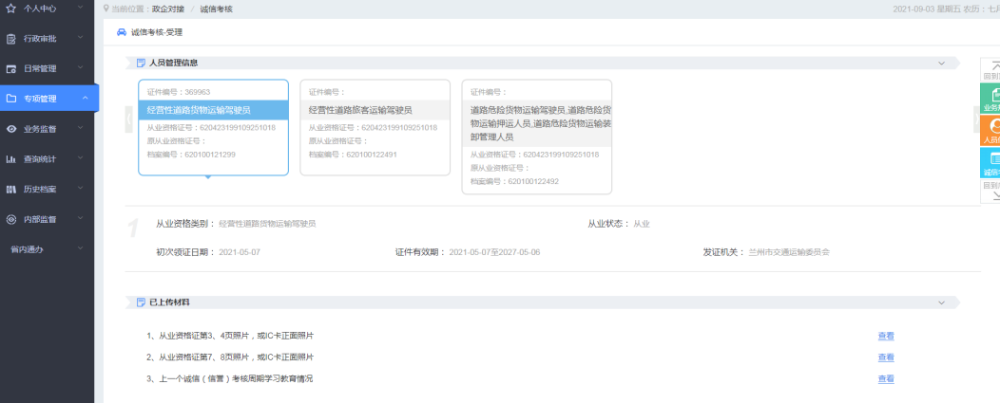 个人中心
行政审批
日常管理
专项管理
业务监督
查询统计
历史档案
内部监督
省内通办
当前位置：政企对接 / 诚信考核
2021-09-03 星期五 农历：七月
诚信考核-受理
人员管理信息
证件编号：369963
经营性道路货物运输驾驶员
从业资格证号：620423199109251018
原从业资格证号：
档案编号：620100121299
证件编号：
经营性道路旅客运输驾驶员
从业资格证号：620423199109251018
原从业资格证号：
档案编号：620100122491
证件编号：
道路危险货物运输驾驶员,道路危险货
物运输押运人员,道路危险货物运输装
卸管理人员
从业资格证号：620423199109251018
原从业资格证号：
档案编号：620100122492
回到
业务
人员
诚信
回到
1
从业资格类别：经营性道路货物运输驾驶员
从业状态：从业
初次领证日期：2021-05-07
证件有效期：2021-05-07至2027-05-06
发证机关：兰州市交通运输委员会
已上传材料
1、从业资格证第3、4页照片，或IC卡正面照片
查看
2、从业资格证第7、8页照片，或IC卡正面照片
查看
3、上一个诚信（信誉）考核周期学习教育情况
查看